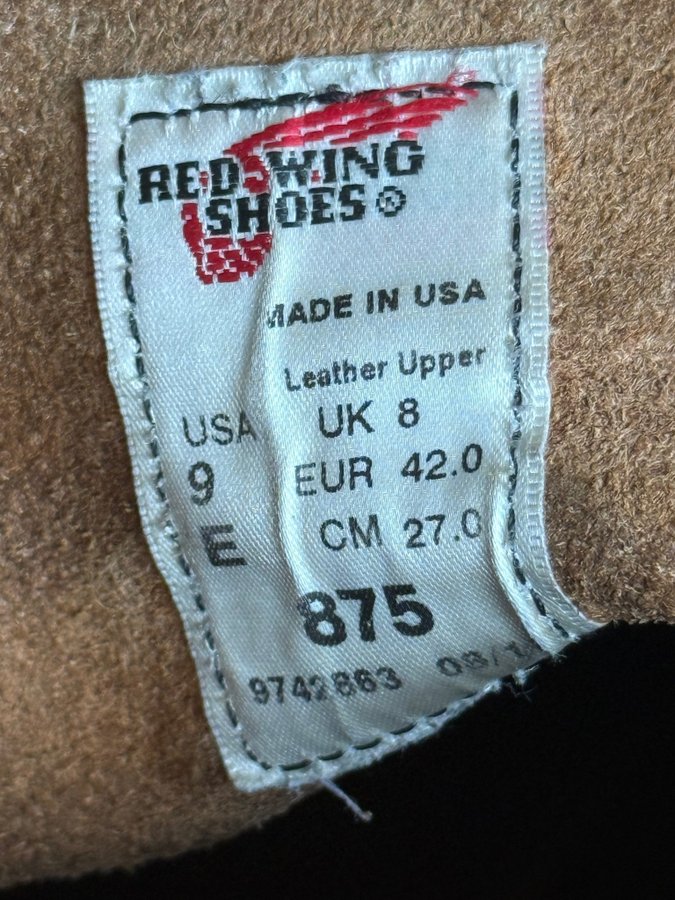 RED WING
SHOES®
MADE IN USA
Leather Upper
USA UK 8
9 EUR 42.0
E CM 27.0
875
9742863